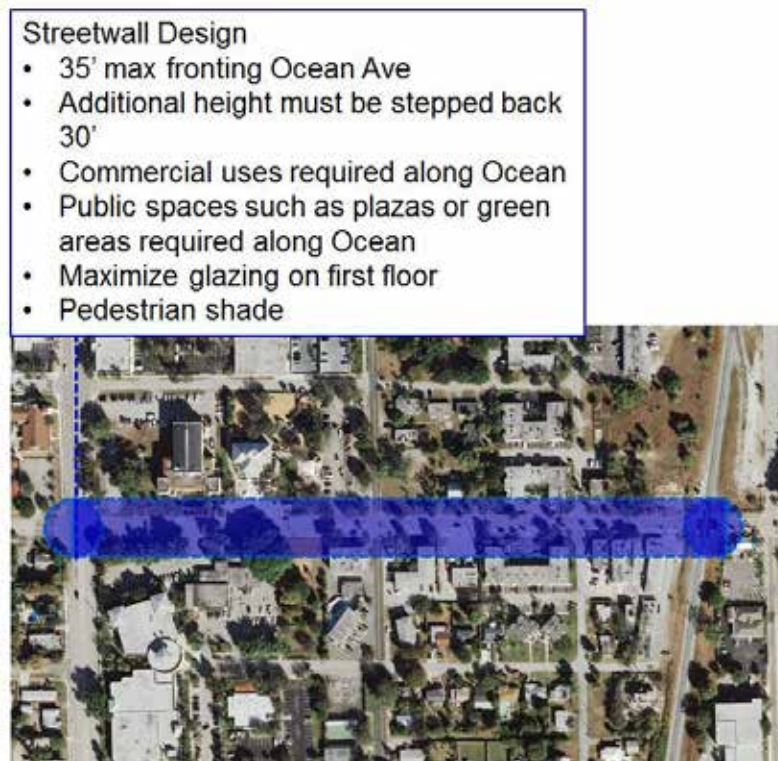 Streetwall Design
• 35’ max fronting Ocean Ave
• Additional height must be stepped back
30’
• Commercial uses required along Ocean
• Public spaces such as plazas or green
areas required along Ocean
• Maximize glazing on first floor
• Pedestrian shade